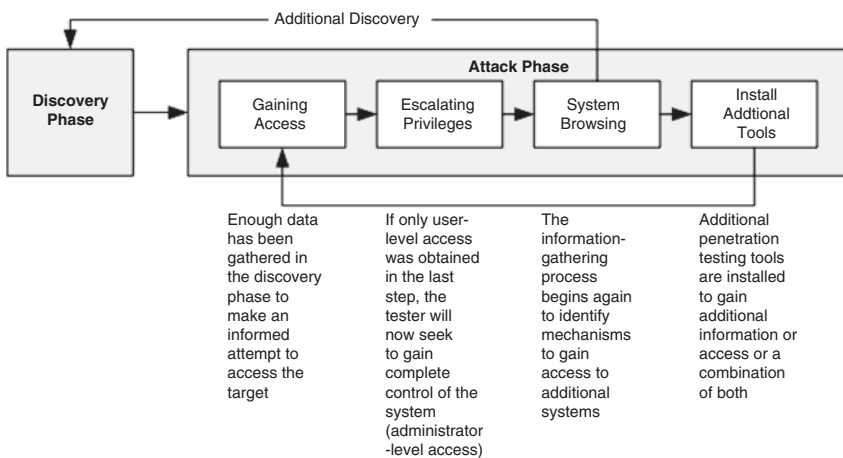 Additional Discovery
Attack Phase
Discovery
Phase
Gaining
Access
Escalating
Privileges
System
Browsing
Install
Addtional
Tools
Enough data
has been
gathered in
the discovery
phase to
make an
informed
attempt to
access the
target
If only user-
level access
was obtained
in the last
step, the
tester will
now seek
to gain
complete
control of the
system
(administrator
-level access)
The
information-
gathering
process
begins again
to identify
mechanisms
to gain
access to
additional
systems
Additional
penetration
testing tools
are installed
to gain
additional
information or
access or a
combination
of both